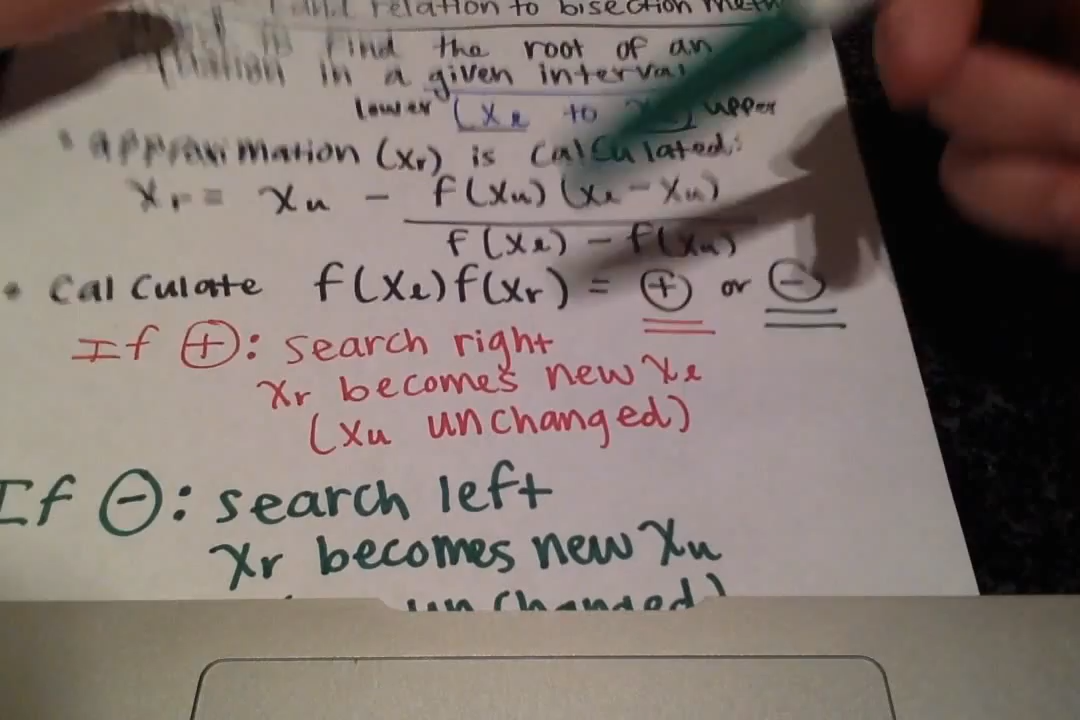 relation to bisection
find the root of an
in a given interval
lower (xℓ to upper
• approximation (xr) is calculated:
xr = xu - f(xu)(xℓ-xu)
f(xℓ) - f(xu)
• Calculate f(xℓ)f(xr) = ⊕ or ⊖
If ⊕: search right
xr becomes new xℓ
(xu unchanged)
If ⊖: search left
xr becomes new xu
unchanged)